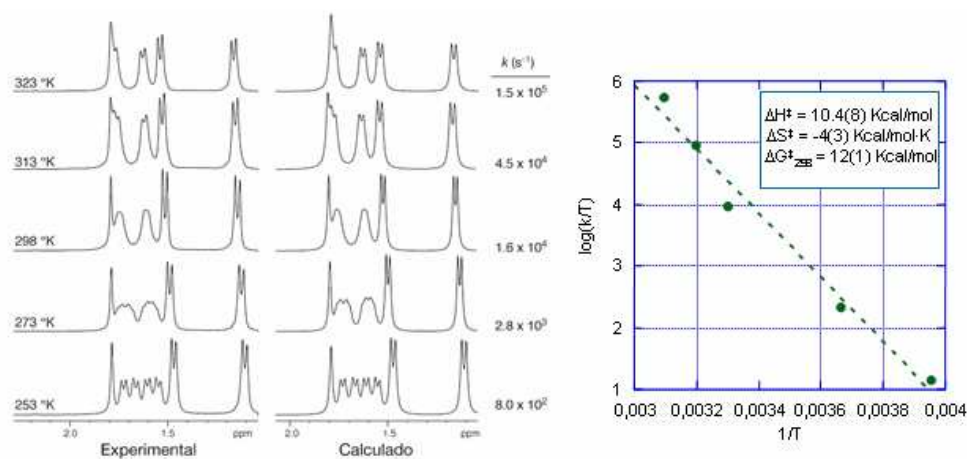 323 °K
313 °K
298 °K
273 °K
253 °K
2.0
1.5
ppm
Experimental
2.0
1.5
ppm
Calculado
k (s⁻¹)
1.5 x 10⁵
4.5 x 10⁴
1.6 x 10⁴
2.8 x 10³
8.0 x 10²
ΔH‡ = 10.4(8) Kcal/mol
ΔS‡ = -4(3) Kcal/mol·K
ΔG‡₂₉₈ = 12(1) Kcal/mol
log(k/T)
6
5
4
3
2
1
0,003 0,0032 0,0034 0,0036 0,0038 0,004
1/T